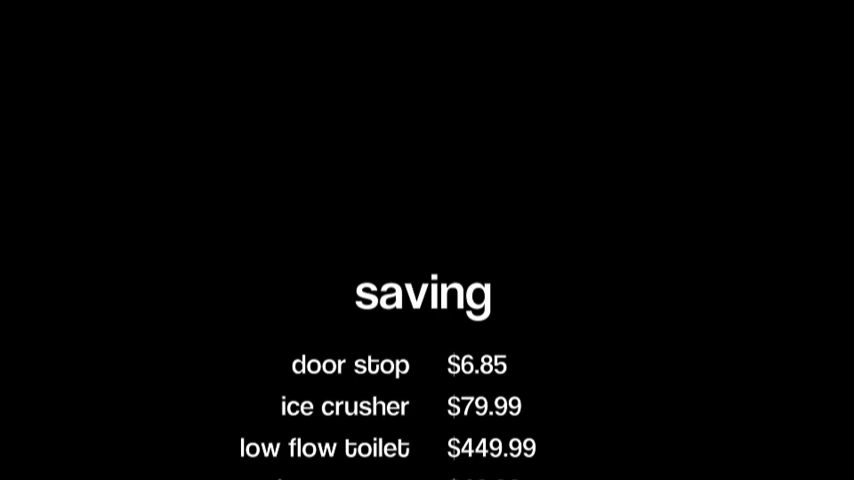 saving
door stop $6.85
ice crusher $79.99
low flow toilet $449.99